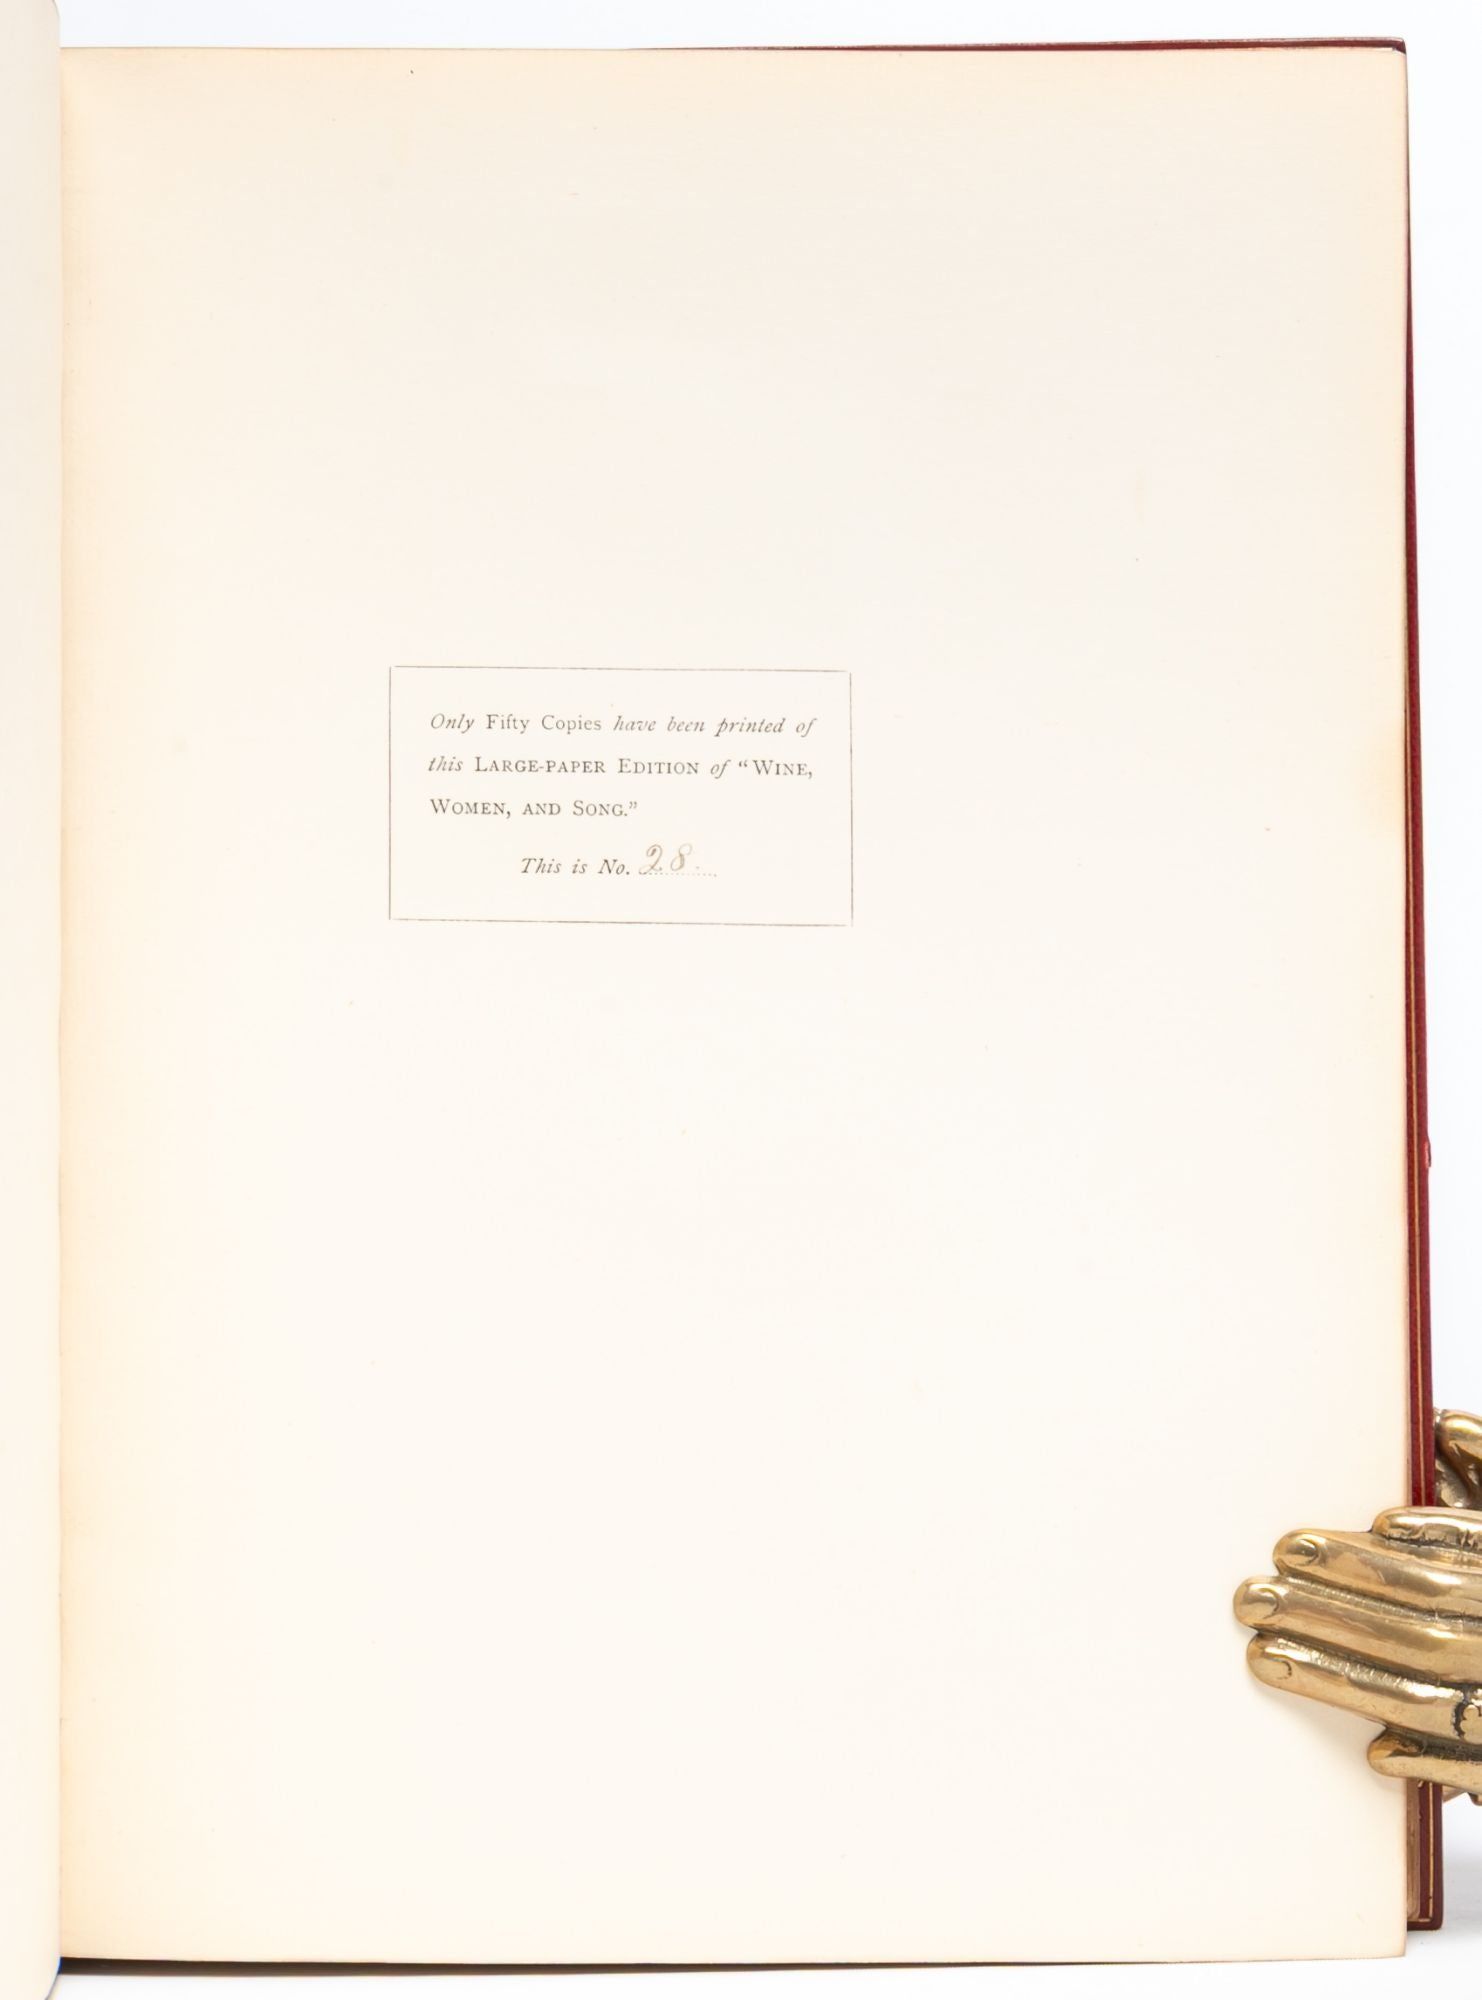 Only Fifty Copies have been printed of
this LARGE-PAPER EDITION of “WINE,
WOMEN, AND SONG.”
This is No. 28